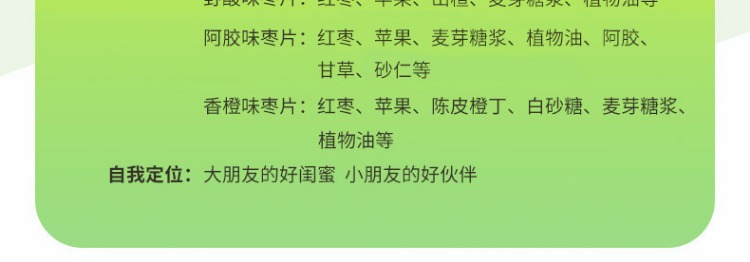 野酸味枣片：红枣、苹果、山楂、麦芽糖浆、植物油等
阿胶味枣片：红枣、苹果、麦芽糖浆、植物油、阿胶、
甘草、砂仁等
香橙味枣片：红枣、苹果、陈皮橙丁、白砂糖、麦芽糖浆、
植物油等
自我定位：大朋友的好闺蜜 小朋友的好伙伴